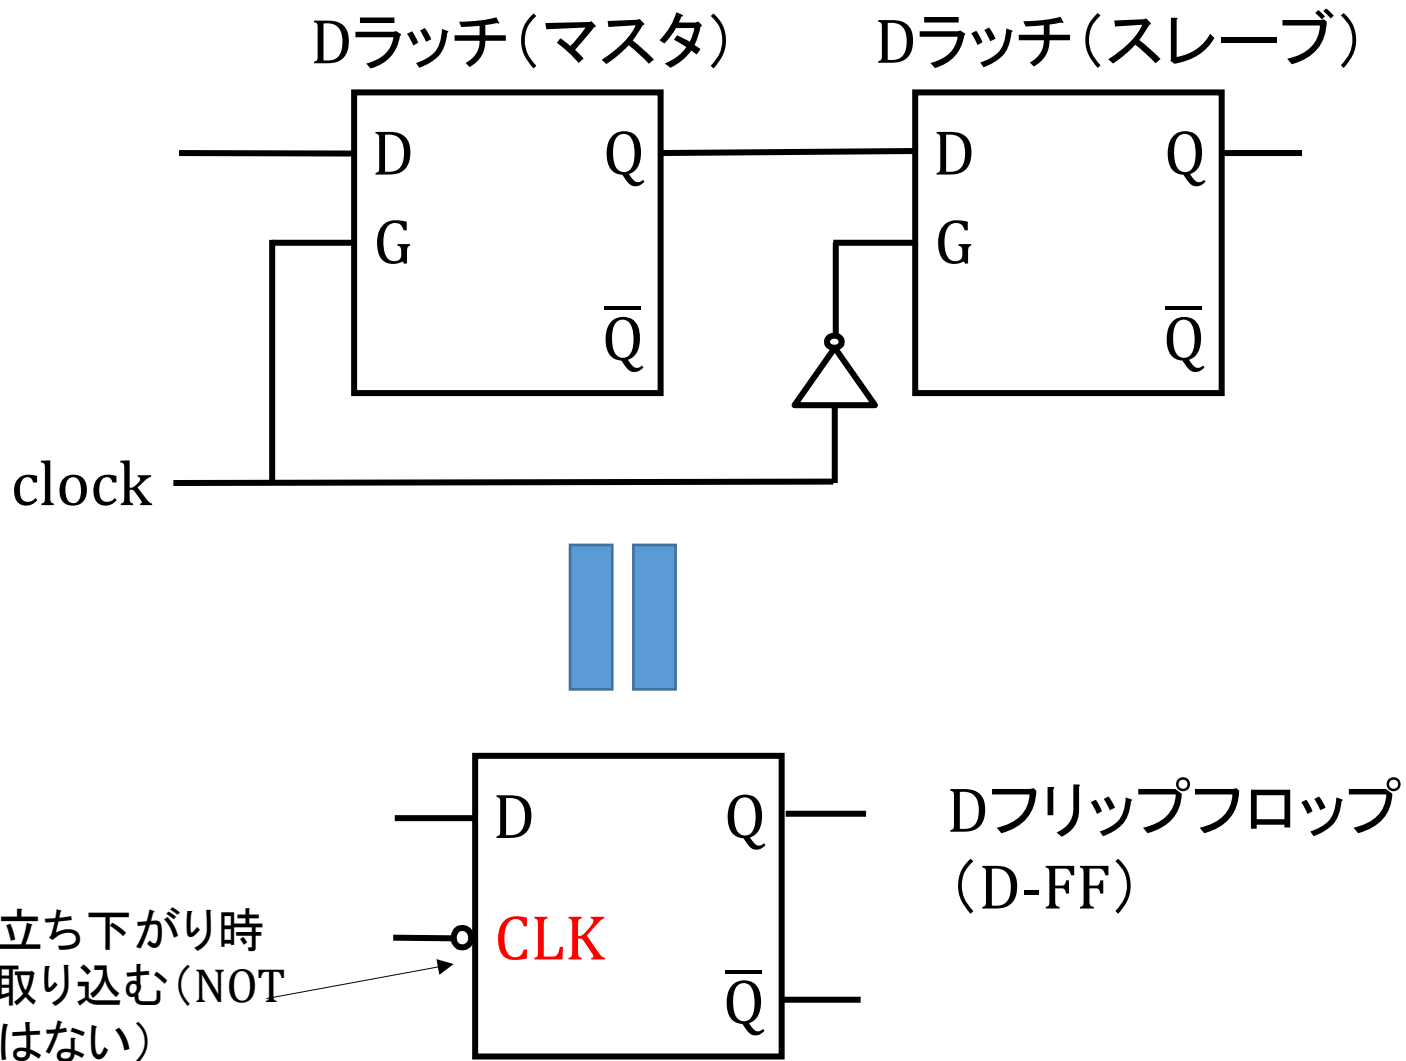 Dラッチ（マスタ）
Dラッチ（スレーブ）
D
Q
G
Q̅
D
Q
G
Q̅
clock
D
Q
CLK
Q̅
Dフリップフロップ
（D-FF）
立ち下がり時
取り込む（NOT
はない）